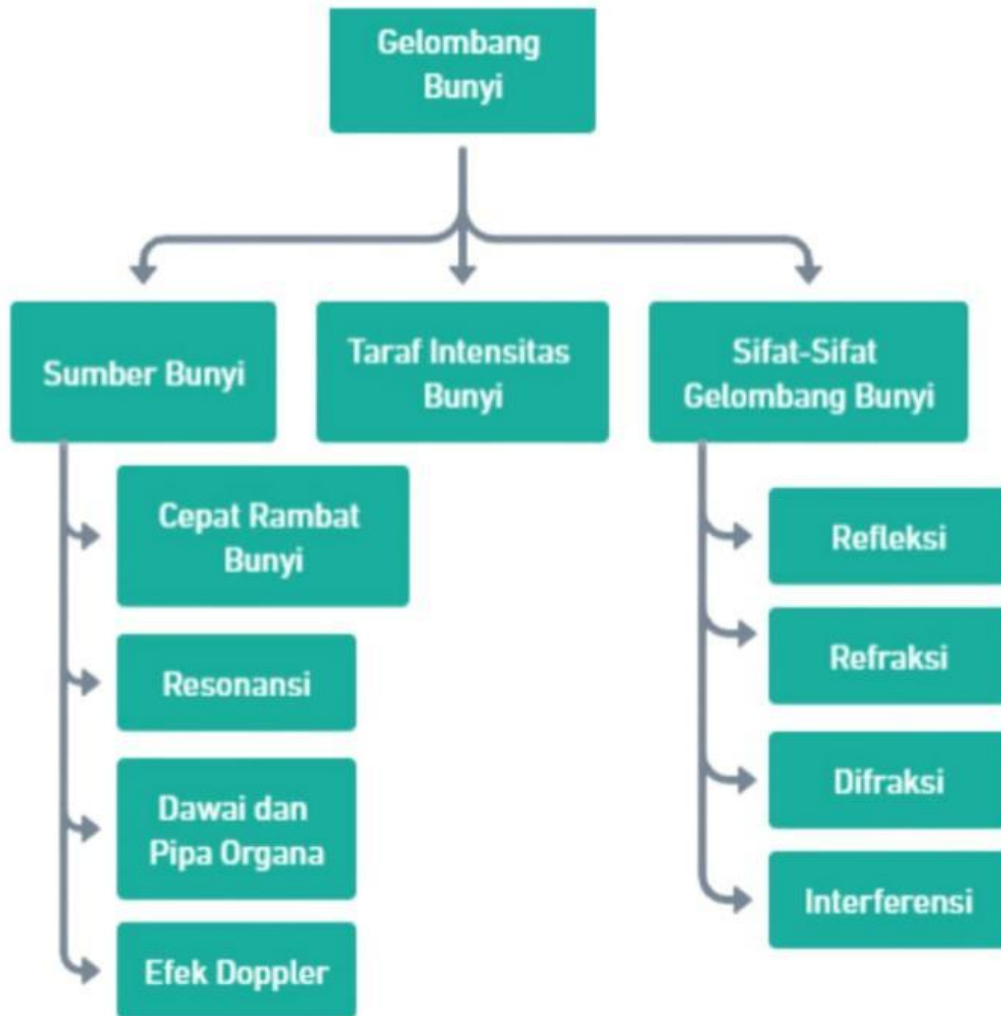 Gelombang
Bunyi
Sumber Bunyi
Taraf Intensitas
Bunyi
Sifat-Sifat
Gelombang Bunyi
Cepat Rambat
Bunyi
Resonansi
Dawai dan
Pipa Organa
Efek Doppler
Refleksi
Refraksi
Difraksi
Interferensi